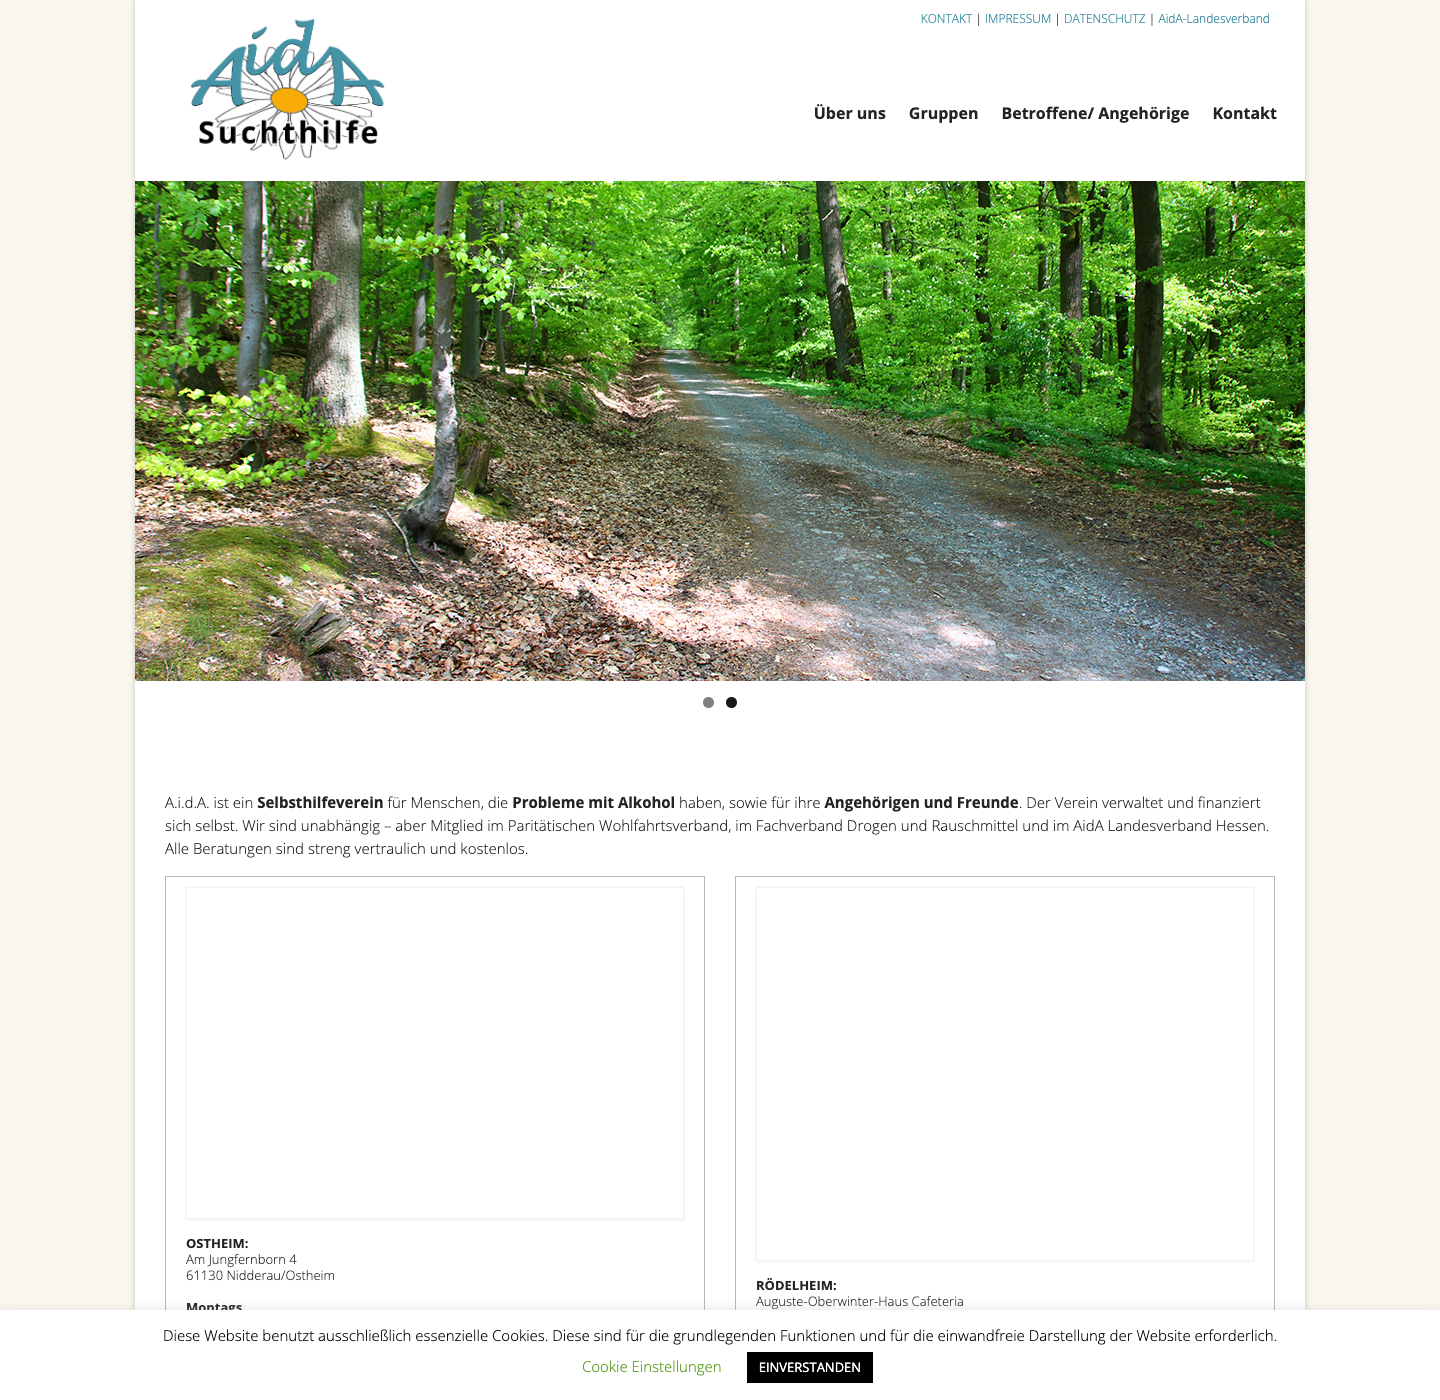 KONTAKT | IMPRESSUM | DATENSCHUTZ | AidA-Landesverband
AidA
Suchthilfe
Über uns Gruppen Betroffene/ Angehörige Kontakt
A.i.d.A. ist ein Selbsthilfeverein für Menschen, die Probleme mit Alkohol haben, sowie für ihre Angehörigen und Freunde. Der Verein verwaltet und finanziert
sich selbst. Wir sind unabhängig – aber Mitglied im Paritätischen Wohlfahrtsverband, im Fachverband Drogen und Rauschmittel und im AidA Landesverband Hessen.
Alle Beratungen sind streng vertraulich und kostenlos.
OSTHEIM:
Am Jungfernborn 4
61130 Nidderau/Ostheim
Montags
RÖDELHEIM:
Auguste-Oberwinter-Haus Cafeteria
Diese Website benutzt ausschließlich essenzielle Cookies. Diese sind für die grundlegenden Funktionen und für die einwandfreie Darstellung der Website erforderlich.
Cookie Einstellungen EINVERSTANDEN